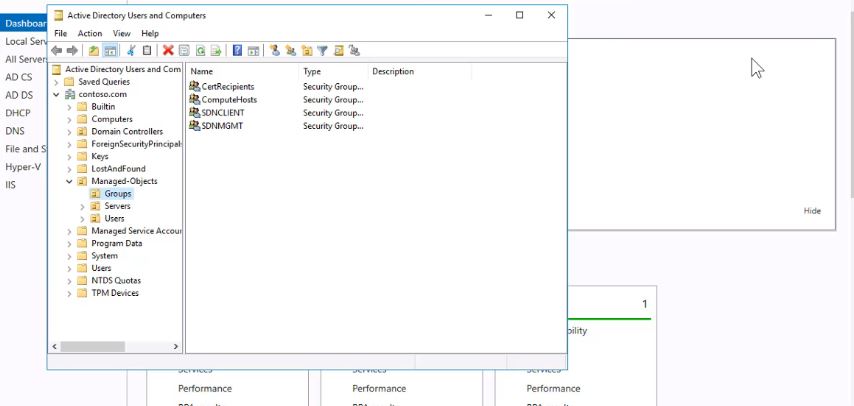 Active Directory Users and Computers
File Action View Help
Dashboar
Local Serv
All Server
AD CS
AD DS
DHCP
DNS
File and S
Hyper-V
IIS
Active Directory Users and Com
Saved Queries
contoso.com
Builtin
Computers
Domain Controllers
ForeignSecurityPrincipals
Keys
LostAndFound
Managed-Objects
Groups
Servers
Users
Managed Service Accour
Program Data
System
Users
NTDS Quotas
TPM Devices
Name Type Description
CertRecipients Security Group...
ComputeHosts Security Group...
SDNCLIENT Security Group...
SDNMGMT Security Group...
Hide
1
bility
Services Services Services
Performance Performance Performance